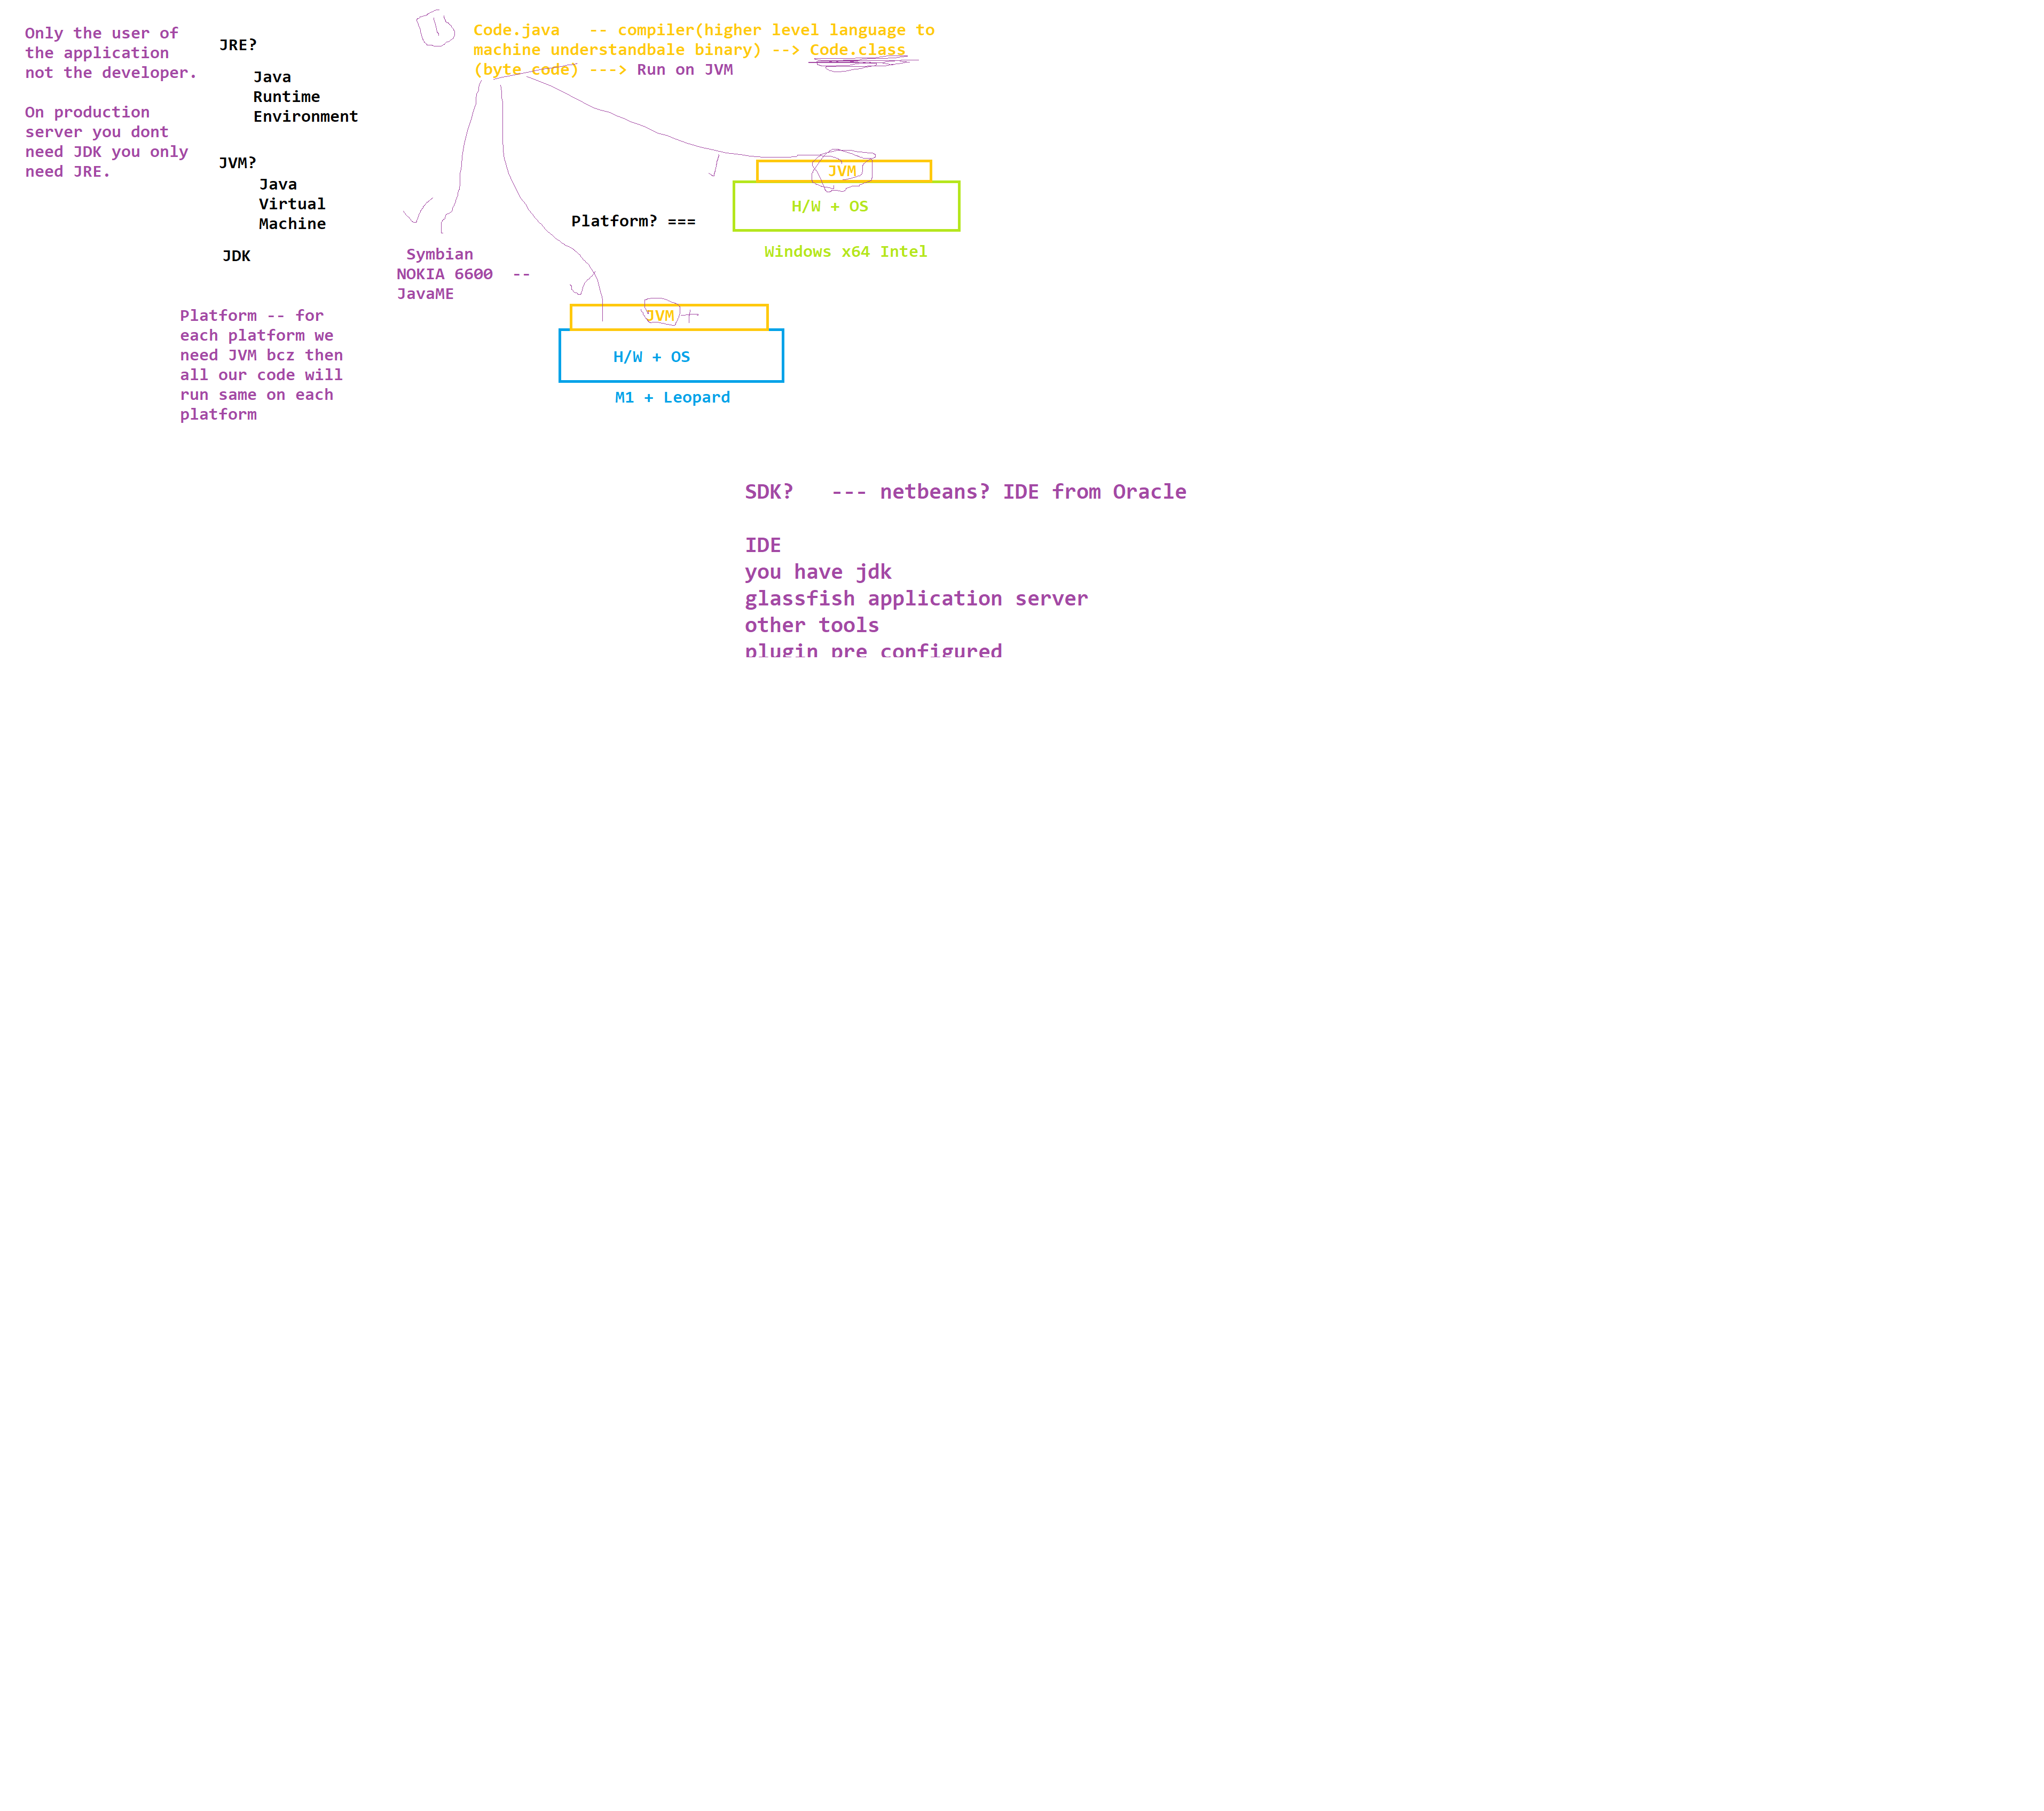 Only the user of
the application
not the developer.
On production
server you dont
need JDK you only
need JRE.
JRE?
Java
Runtime
Environment
JVM?
Java
Virtual
Machine
JDK
Platform -- for
each platform we
need JVM bcz then
all our code will
run same on each
platform
Code.java -- compiler(higher level language to
machine understandbale binary) --> Code.class
(byte code) ---> Run on JVM
Symbian
NOKIA 6600 --
JavaME
Platform? ===
JVM
H/W + OS
Windows x64 Intel
JVM
H/W + OS
M1 + Leopard
SDK? --- netbeans? IDE from Oracle
IDE
you have jdk
glassfish application server
other tools
plugin pre configured